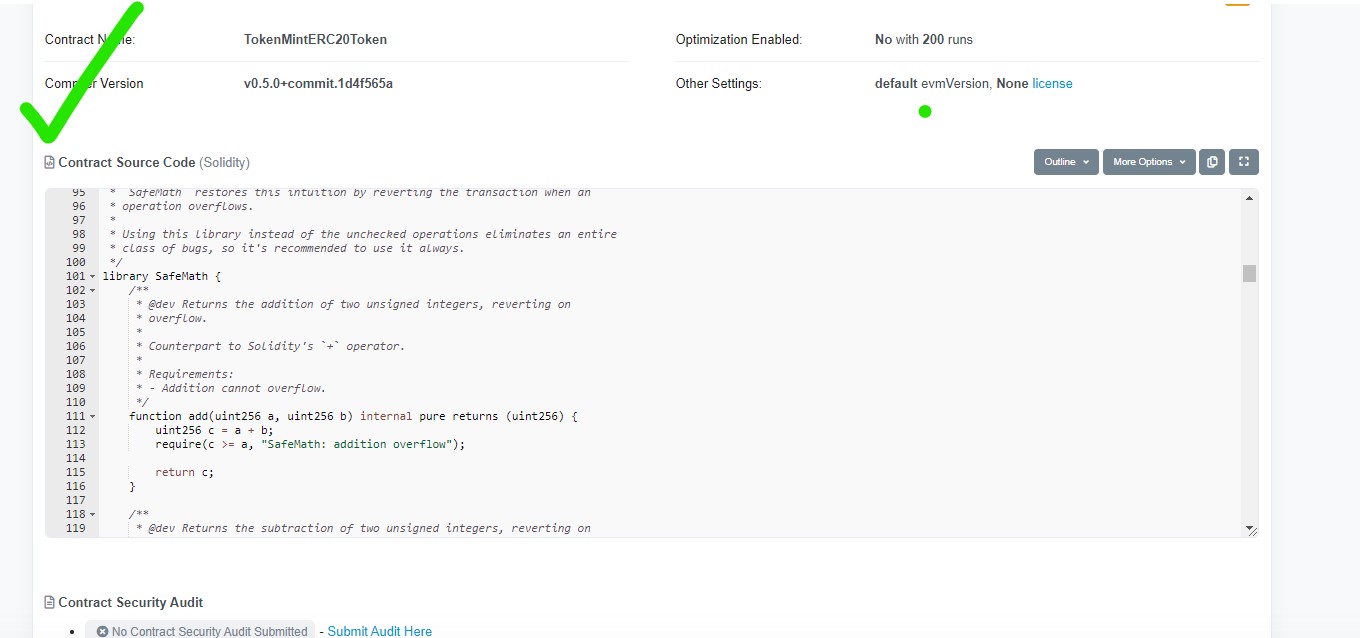 Contract Name:
TokenMintERC20Token
Optimization Enabled:
No with 200 runs
Compiler Version
v0.5.0+commit.1d4f565a
Other Settings:
default evmVersion, None license
Contract Source Code (Solidity)
Outline
More Options
95 * `SafeMath` restores this intuition by reverting the transaction when an
96 * operation overflows.
97 *
98 * Using this library instead of the unchecked operations eliminates an entire
99 * class of bugs, so it's recommended to use it always.
100 */
101 library SafeMath {
102 /**
103 * @dev Returns the addition of two unsigned integers, reverting on
104 * overflow.
105 *
106 * Counterpart to Solidity's `+` operator.
107 *
108 * Requirements:
109 * - Addition cannot overflow.
110 */
111 function add(uint256 a, uint256 b) internal pure returns (uint256) {
112 uint256 c = a + b;
113 require(c >= a, "SafeMath: addition overflow");
114
115 return c;
116 }
117
118 /**
119 * @dev Returns the subtraction of two unsigned integers, reverting on
Contract Security Audit
No Contract Security Audit Submitted - Submit Audit Here